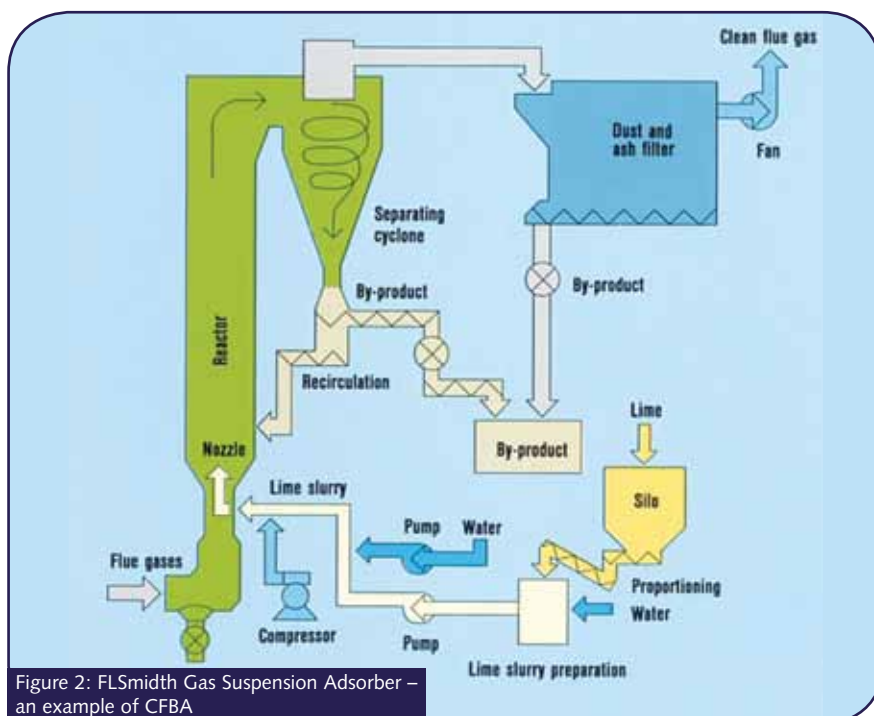 Clean flue gas
Dust and
ash filter
Fan
Separating
cyclone
By-product
By-product
Reactor
Recirculation
Lime
Nozzle
By-product
Lime slurry
Silo
Pump
Water
Flue gases
Proportioning
Water
Compressor
Pump
Lime slurry preparation
Figure 2: FLSmidth Gas Suspension Adsorber –
an example of CFBA